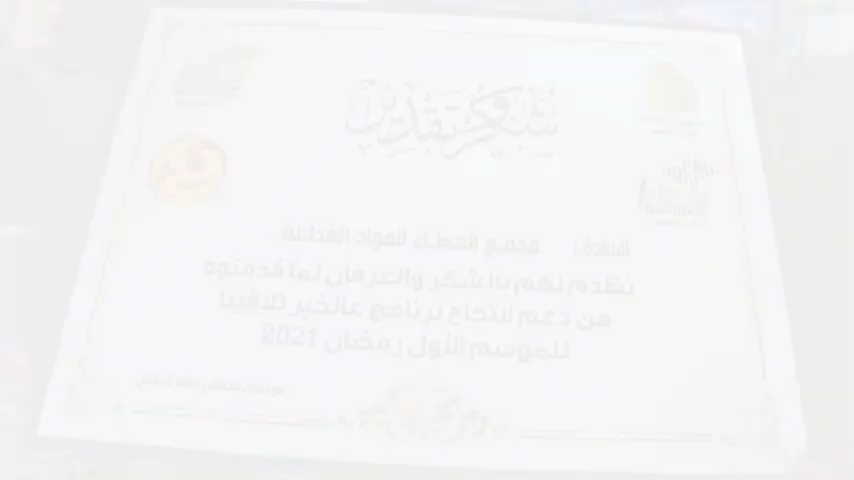 شكر وتقدير
السادة / مجمع العطاء للمواد الغذائية
نتقدم لكم بالشكر والعرفان لما قدمتوه
من دعم لانجاح برنامج عالخير تلاقينا
للموسم الأول رمضان 2021